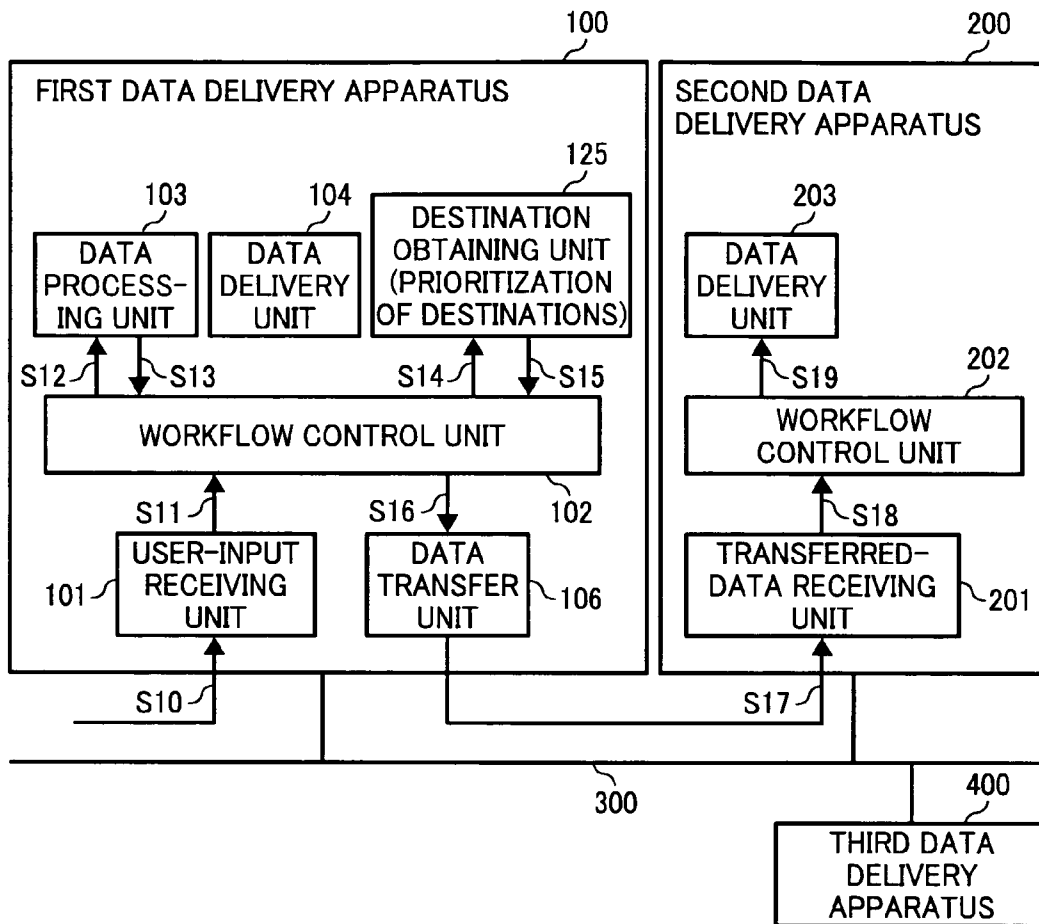 100
200
FIRST DATA DELIVERY APPARATUS
SECOND DATA
DELIVERY APPARATUS
103
104
125
203
DATA
PROCESS-
ING UNIT
DATA
DELIVERY
UNIT
DESTINATION
OBTAINING UNIT
(PRIORITIZATION
OF DESTINATIONS)
DATA
DELIVERY
UNIT
S12
S13
S14
S15
S19
202
WORKFLOW CONTROL UNIT
WORKFLOW
CONTROL UNIT
S11
S16
102
S18
101
USER-INPUT
RECEIVING
UNIT
DATA
TRANSFER
UNIT
106
TRANSFERRED-
DATA RECEIVING
UNIT
201
S10
S17
300
400
THIRD DATA
DELIVERY
APPARATUS